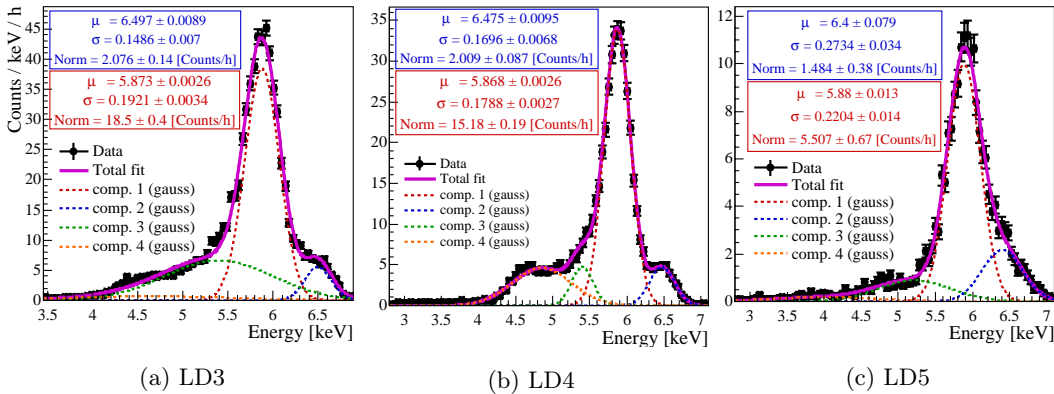 μ = 6.497 ± 0.0089
σ = 0.1486 ± 0.007
Norm = 2.076 ± 0.14 [Counts/h]
μ = 5.873 ± 0.0026
σ = 0.1921 ± 0.0034
Norm = 18.5 ± 0.4 [Counts/h]
Data
Total fit
comp. 1 (gauss)
comp. 2 (gauss)
comp. 3 (gauss)
comp. 4 (gauss)
Counts / keV / h
45
40
35
30
25
20
15
10
5
0
3.5 4 4.5 5 5.5 6 6.5 7
Energy [keV]
(a) LD3
μ = 6.475 ± 0.0095
σ = 0.1696 ± 0.0068
Norm = 2.009 ± 0.087 [Counts/h]
μ = 5.868 ± 0.0026
σ = 0.1788 ± 0.0027
Norm = 15.18 ± 0.19 [Counts/h]
Data
Total fit
comp. 1 (gauss)
comp. 2 (gauss)
comp. 3 (gauss)
comp. 4 (gauss)
35
30
25
20
15
10
5
0
3 3.5 4 4.5 5 5.5 6 6.5 7
Energy [keV]
(b) LD4
μ = 6.4 ± 0.079
σ = 0.2734 ± 0.034
Norm = 1.484 ± 0.38 [Counts/h]
μ = 5.88 ± 0.013
σ = 0.2204 ± 0.014
Norm = 5.507 ± 0.67 [Counts/h]
Data
Total fit
comp. 1 (gauss)
comp. 2 (gauss)
comp. 3 (gauss)
comp. 4 (gauss)
12
10
8
6
4
2
0
3 3.5 4 4.5 5 5.5 6 6.5 7
Energy [keV]
(c) LD5